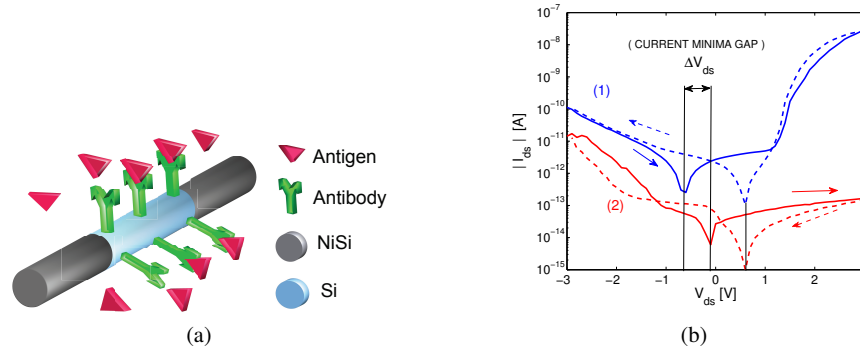 Antigen
Antibody
NiSi
Si
(a)
10⁻⁷
10⁻⁸
10⁻⁹
10⁻¹⁰
10⁻¹¹
10⁻¹²
10⁻¹³
10⁻¹⁴
10⁻¹⁵
| I_ds | [A]
( CURRENT MINIMA GAP )
ΔV_ds
(1)
(2)
−3 −2 −1 0 1 2
V_ds [V]
(b)